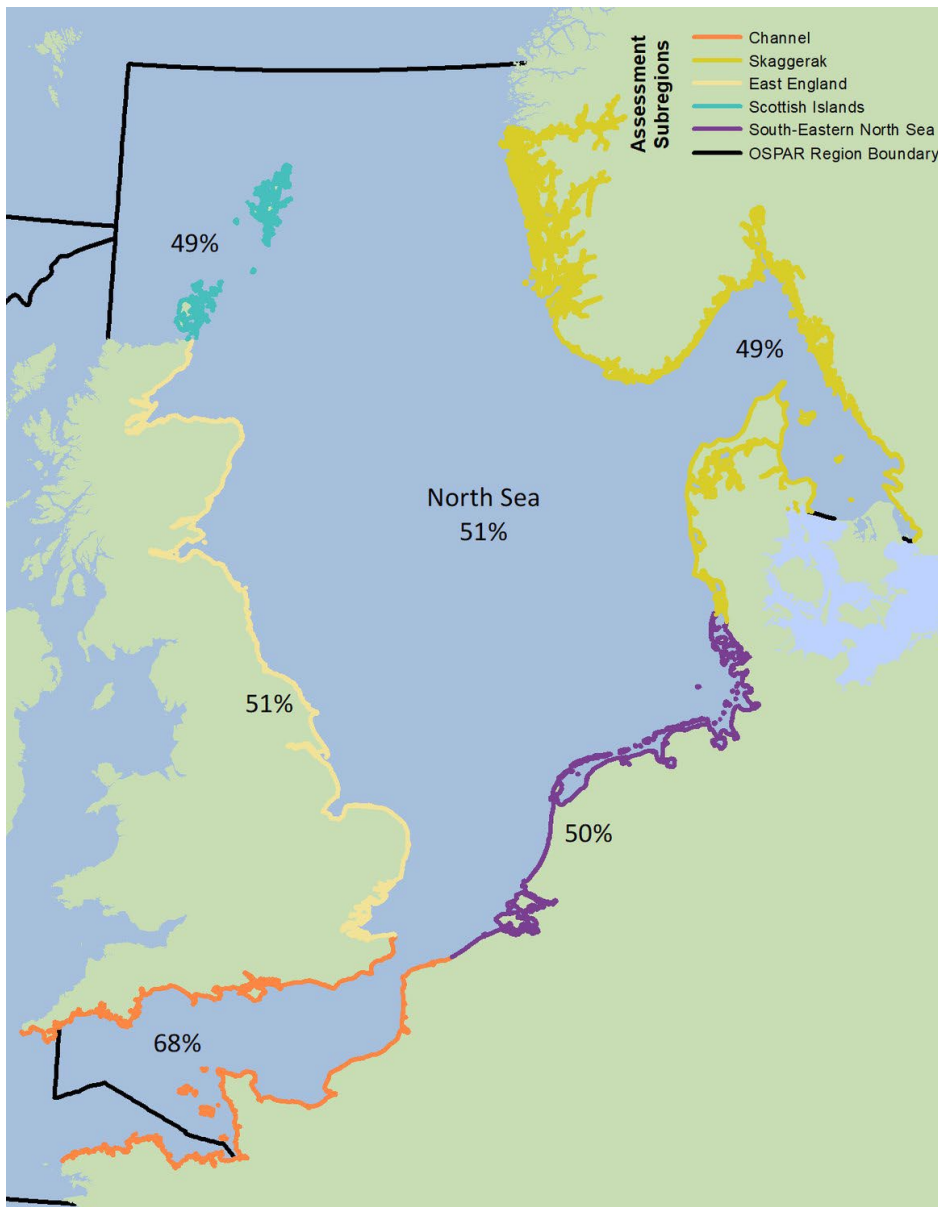 Assessment
Subregions
Channel
Skaggerak
East England
Scottish Islands
South-Eastern North Sea
OSPAR Region Boundary
49%
49%
North Sea
51%
51%
50%
68%